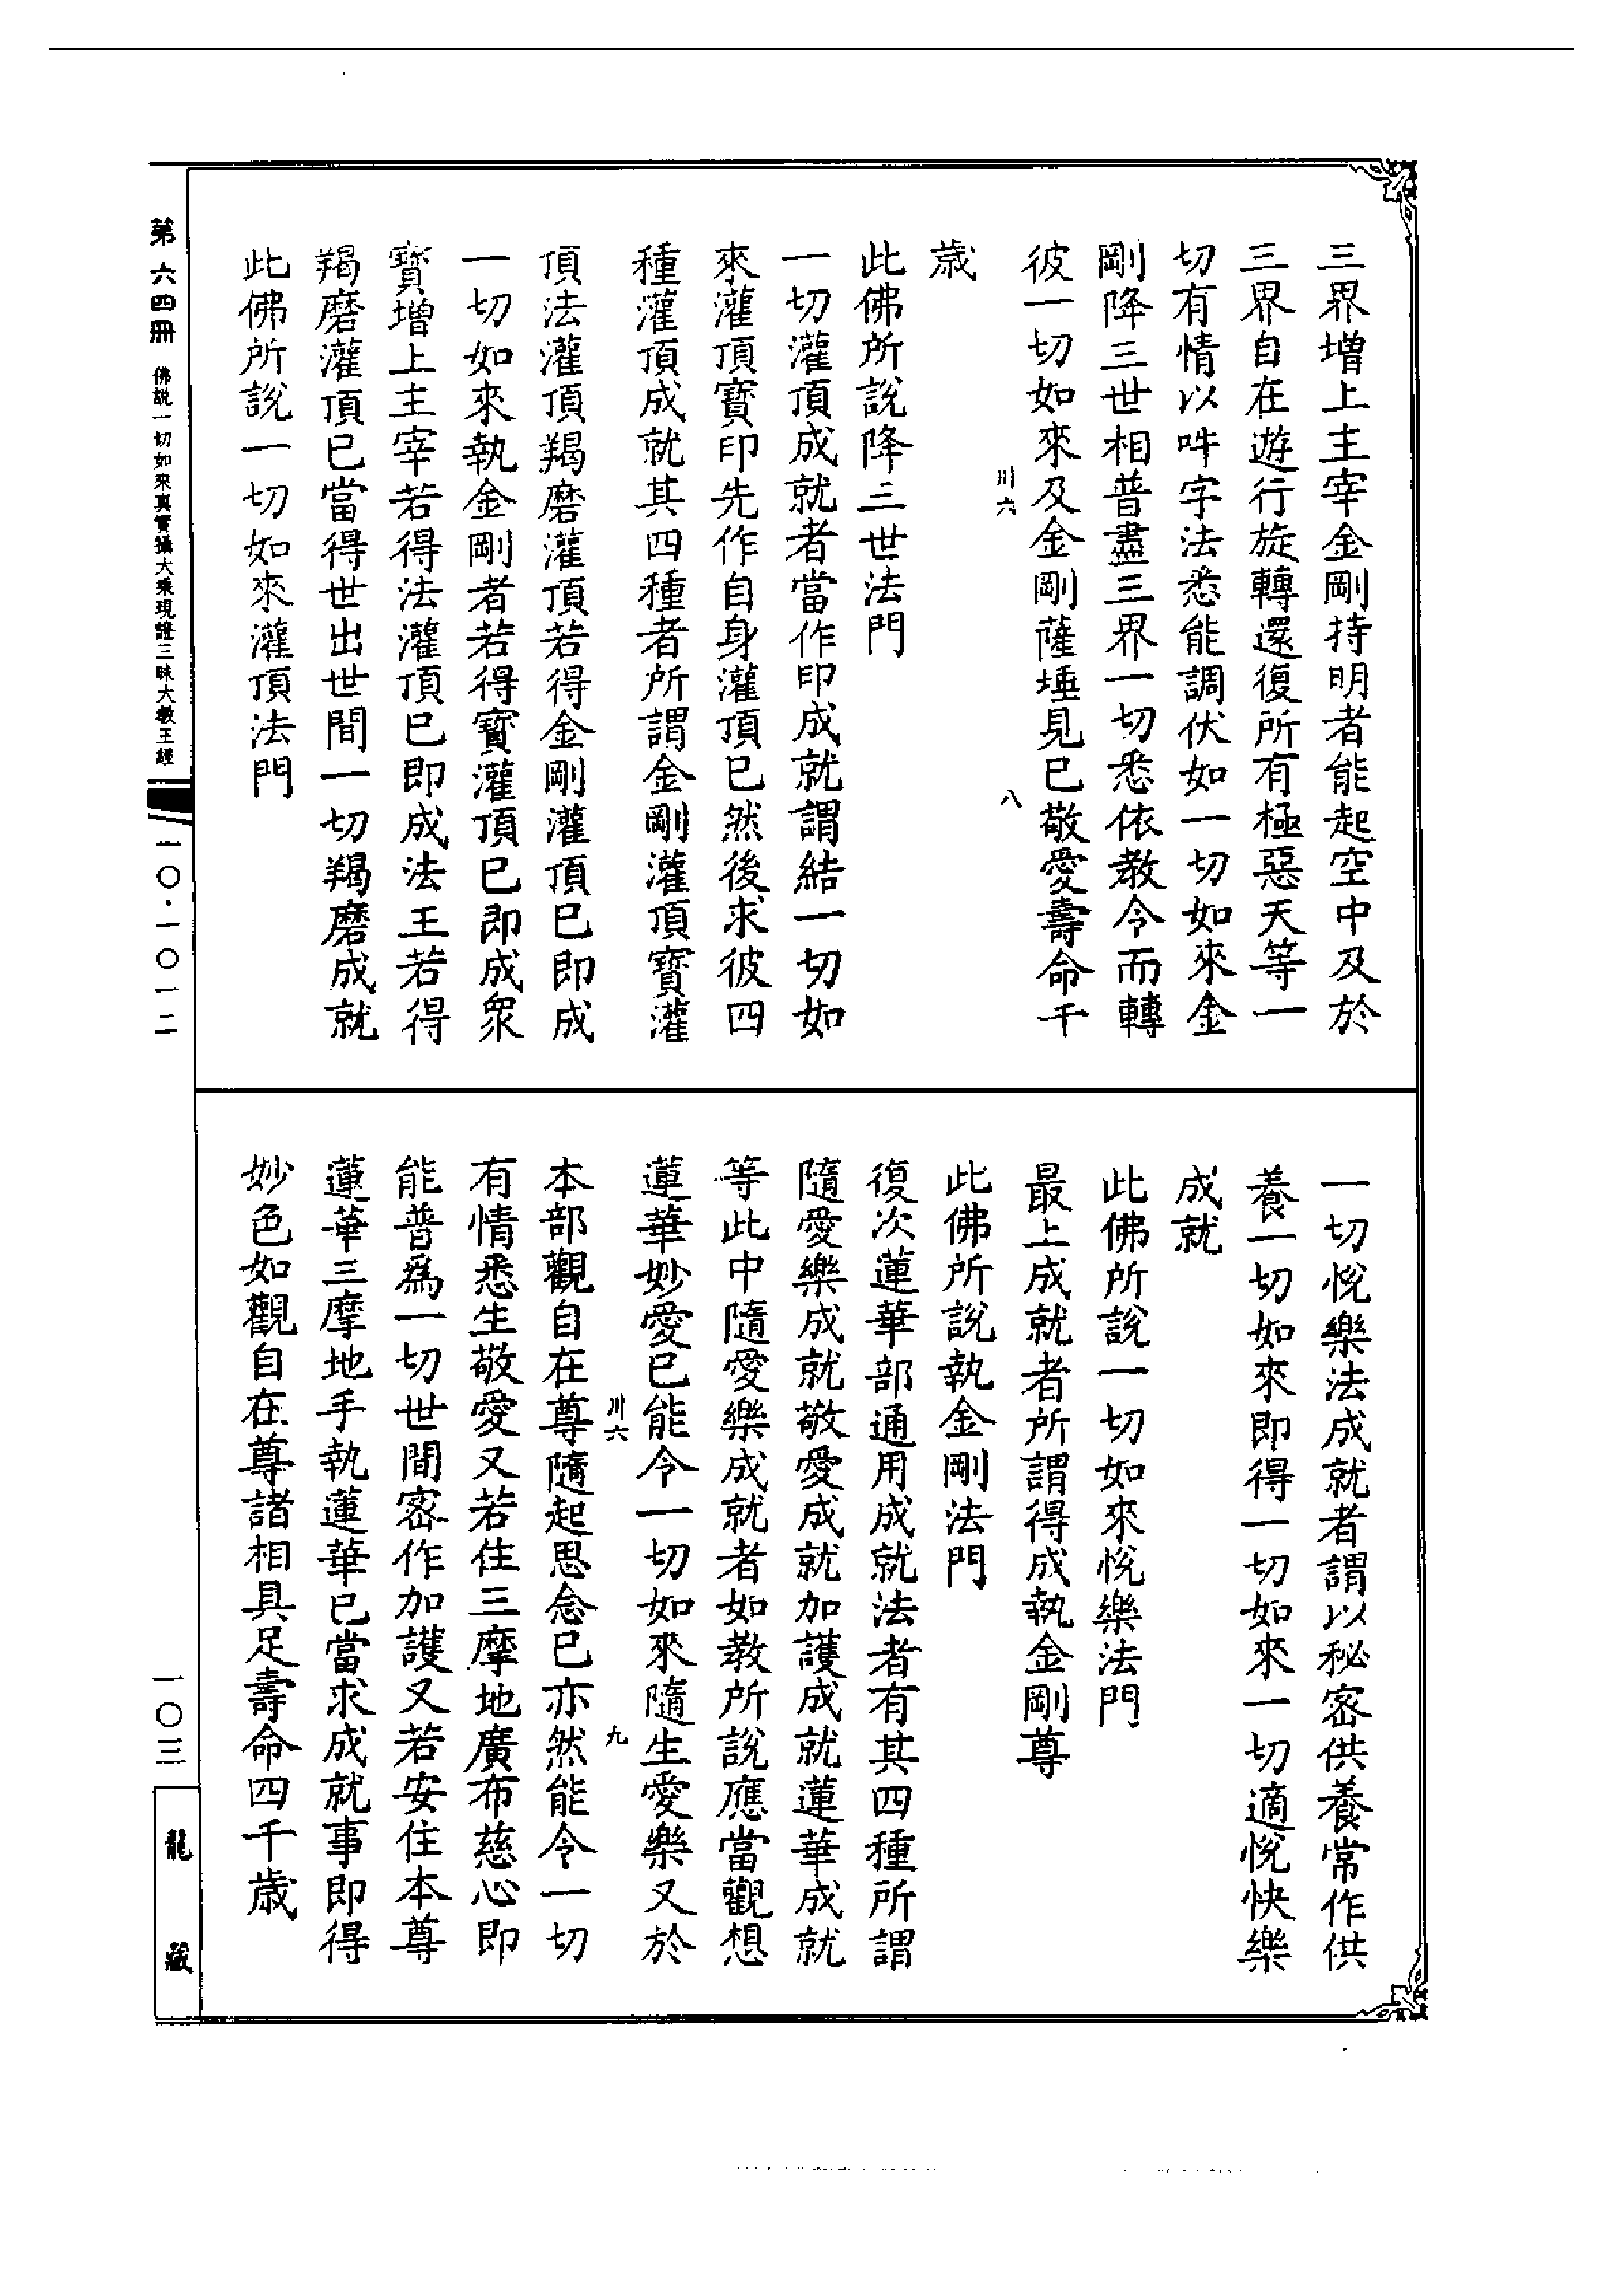 三界增上主宰金剛持明者能起空中及於
三界自在遊行旋轉還復所有極惡天等一
切有情以吽字法悉能調伏如一切如來金
剛降三世相普盡三界一切悉依教令而轉
彼一切如來及金剛薩埵見已敬愛壽命千
川六 八
歲
此佛所說降三世法門
一切灌頂成就者當作印成就謂結一切如
來灌頂寶印先作自身灌頂已然後求彼四
種灌頂成就其四種者所謂金剛灌頂寶灌
頂法灌頂羯磨灌頂若得金剛灌頂已即成
一切如來執金剛者若得寶灌頂已即成衆
寶增上主宰若得法灌頂已即成法王若得
羯磨灌頂已當得世出世間一切羯磨成就
此佛所說一切如來灌頂法門
一切悅樂法成就者謂以秘密供養常作供
養一切如來即得一切如來一切適悅快樂
成就
此佛所說一切如來悅樂法門
最上成就者所謂得成執金剛尊
此佛所說執金剛法門
復次蓮華部通用成就法者有其四種所謂
隨愛樂成就敬愛成就加護成就蓮華成就
等此中隨愛樂成就者如教所說應當觀想
蓮華妙愛已能令一切如來隨生愛樂又於
川六 九
本部觀自在尊隨起思念已亦然能令一切
有情悉生敬愛又若住三摩地廣布慈心即
能普爲一切世間密作加護又若安住本尊
蓮華三摩地手執蓮華已當求成就事即得
妙色如觀自在尊諸相具足壽命四千歲
第六四冊 佛說一切如來真實攝大乘現證三昧大教王經 一〇·一〇一二
一〇三
龍藏